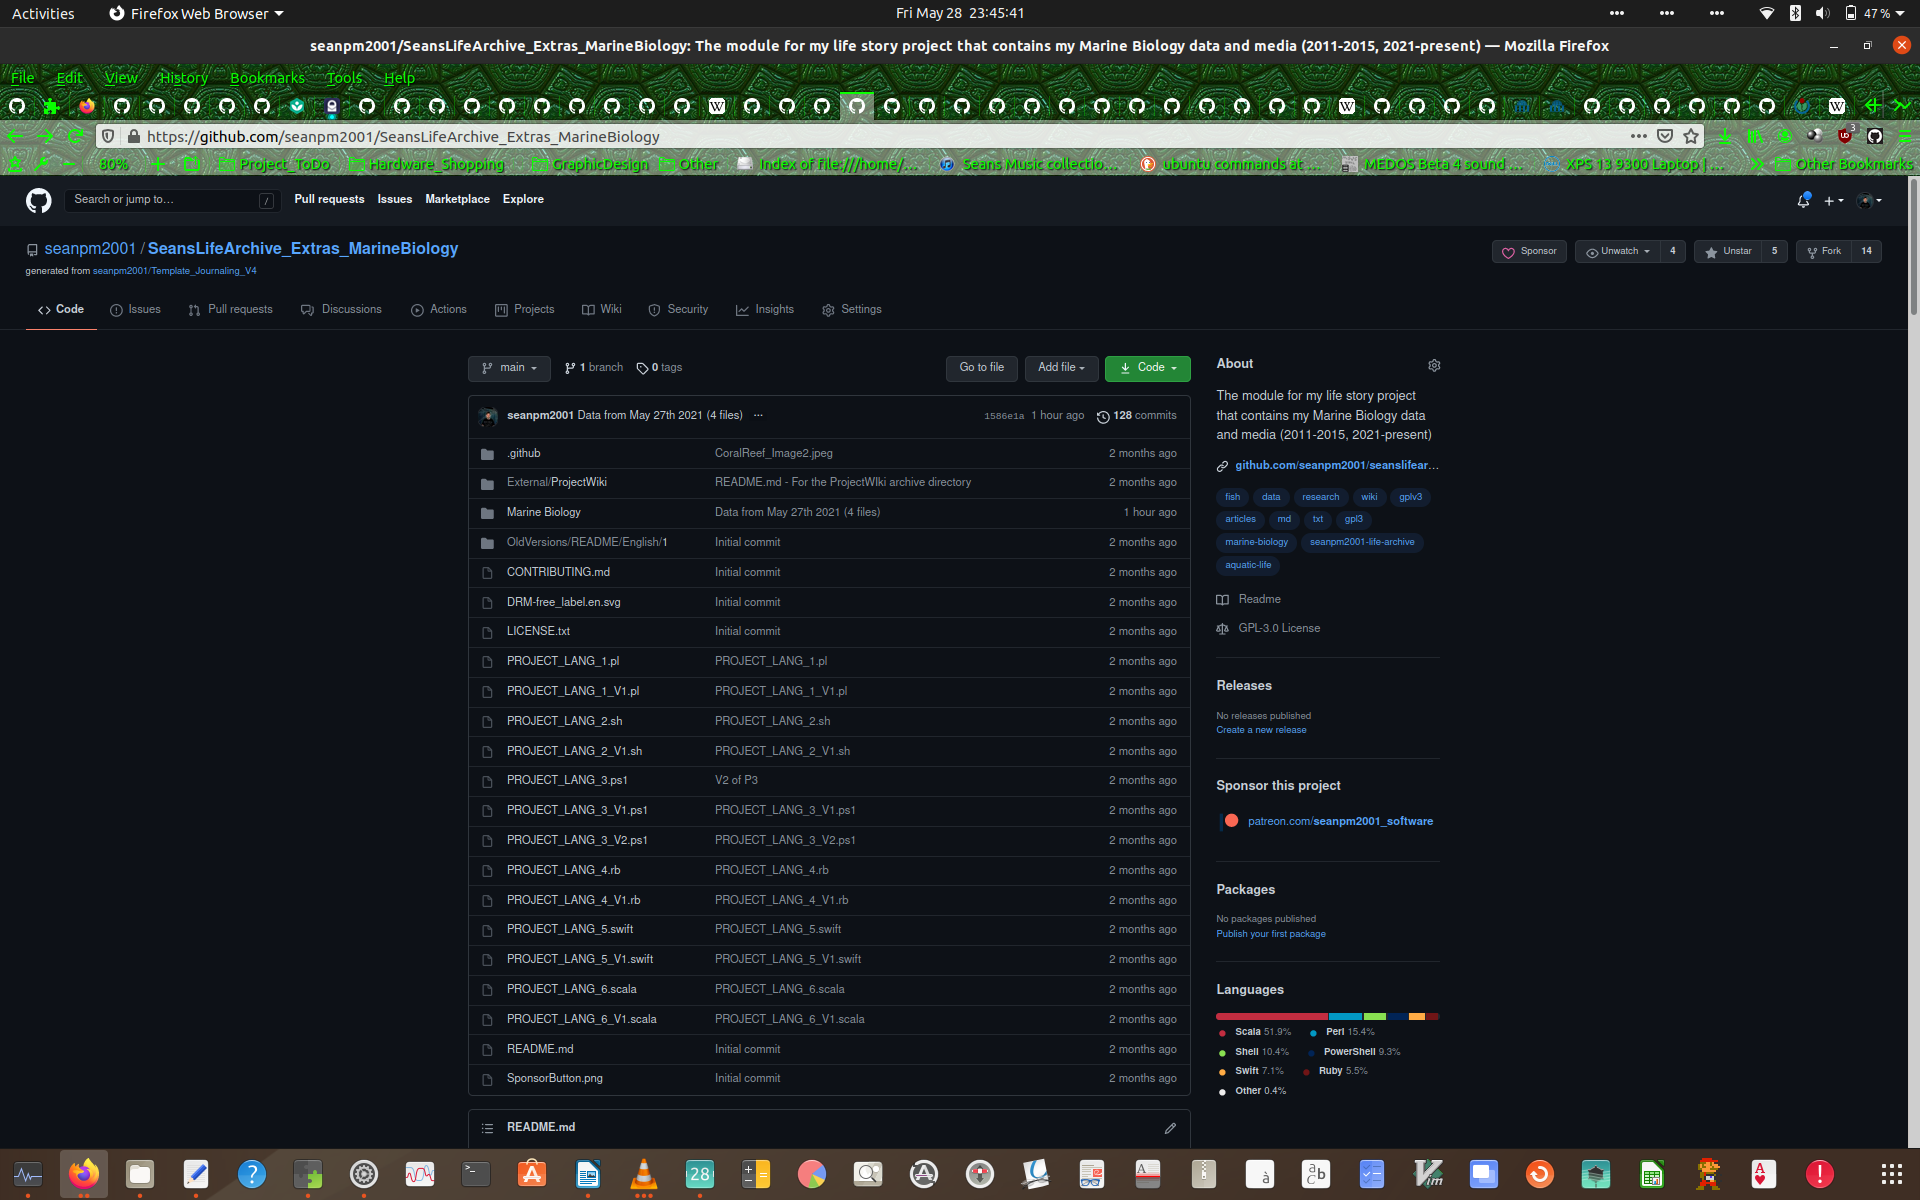 Activities Firefox Web Browser Fri May 28 23:45:41 47 %
seanpm2001/SeansLifeArchive_Extras_MarineBiology: The module for my life story project that contains my Marine Biology data and media (2011-2015, 2021-present) — Mozilla Firefox
File Edit View History Bookmarks Tools Help
https://github.com/seanpm2001/SeansLifeArchive_Extras_MarineBiology 3
80% Project_ToDo Hardware_Shopping GraphicDesign Other Index of file:///home/… Seans Music collectio… ubuntu commands at … MEDOS Beta 4 sound … XPS 13 9300 Laptop | … Other Bookmarks
Search or jump to… / Pull requests Issues Marketplace Explore
seanpm2001 / SeansLifeArchive_Extras_MarineBiology Sponsor Unwatch 4 Unstar 5 Fork 14
generated from seanpm2001/Template_Journaling_V4
Code Issues Pull requests Discussions Actions Projects Wiki Security Insights Settings
main 1 branch 0 tags Go to file Add file Code
seanpm2001 Data from May 27th 2021 (4 files) ... 1586e1a 1 hour ago 128 commits
.github CoralReef_Image2.jpeg 2 months ago
External/ProjectWiki README.md - For the ProjectWIki archive directory 2 months ago
Marine Biology Data from May 27th 2021 (4 files) 1 hour ago
OldVersions/README/English/1 Initial commit 2 months ago
CONTRIBUTING.md Initial commit 2 months ago
DRM-free_label.en.svg Initial commit 2 months ago
LICENSE.txt Initial commit 2 months ago
PROJECT_LANG_1.pl PROJECT_LANG_1.pl 2 months ago
PROJECT_LANG_1_V1.pl PROJECT_LANG_1_V1.pl 2 months ago
PROJECT_LANG_2.sh PROJECT_LANG_2.sh 2 months ago
PROJECT_LANG_2_V1.sh PROJECT_LANG_2_V1.sh 2 months ago
PROJECT_LANG_3.ps1 V2 of P3 2 months ago
PROJECT_LANG_3_V1.ps1 PROJECT_LANG_3_V1.ps1 2 months ago
PROJECT_LANG_3_V2.ps1 PROJECT_LANG_3_V2.ps1 2 months ago
PROJECT_LANG_4.rb PROJECT_LANG_4.rb 2 months ago
PROJECT_LANG_4_V1.rb PROJECT_LANG_4_V1.rb 2 months ago
PROJECT_LANG_5.swift PROJECT_LANG_5.swift 2 months ago
PROJECT_LANG_5_V1.swift PROJECT_LANG_5_V1.swift 2 months ago
PROJECT_LANG_6.scala PROJECT_LANG_6.scala 2 months ago
PROJECT_LANG_6_V1.scala PROJECT_LANG_6_V1.scala 2 months ago
README.md Initial commit 2 months ago
SponsorButton.png Initial commit 2 months ago
README.md
About
The module for my life story project
that contains my Marine Biology data
and media (2011-2015, 2021-present)
github.com/seanpm2001/seanslifear…
fish data research wiki gplv3
articles md txt gpl3
marine-biology seanpm2001-life-archive
aquatic-life
Readme
GPL-3.0 License
Releases
No releases published
Create a new release
Sponsor this project
patreon.com/seanpm2001_software
Packages
No packages published
Publish your first package
Languages
Scala 51.9% Perl 15.4%
Shell 10.4% PowerShell 9.3%
Swift 7.1% Ruby 5.5%
Other 0.4%
28